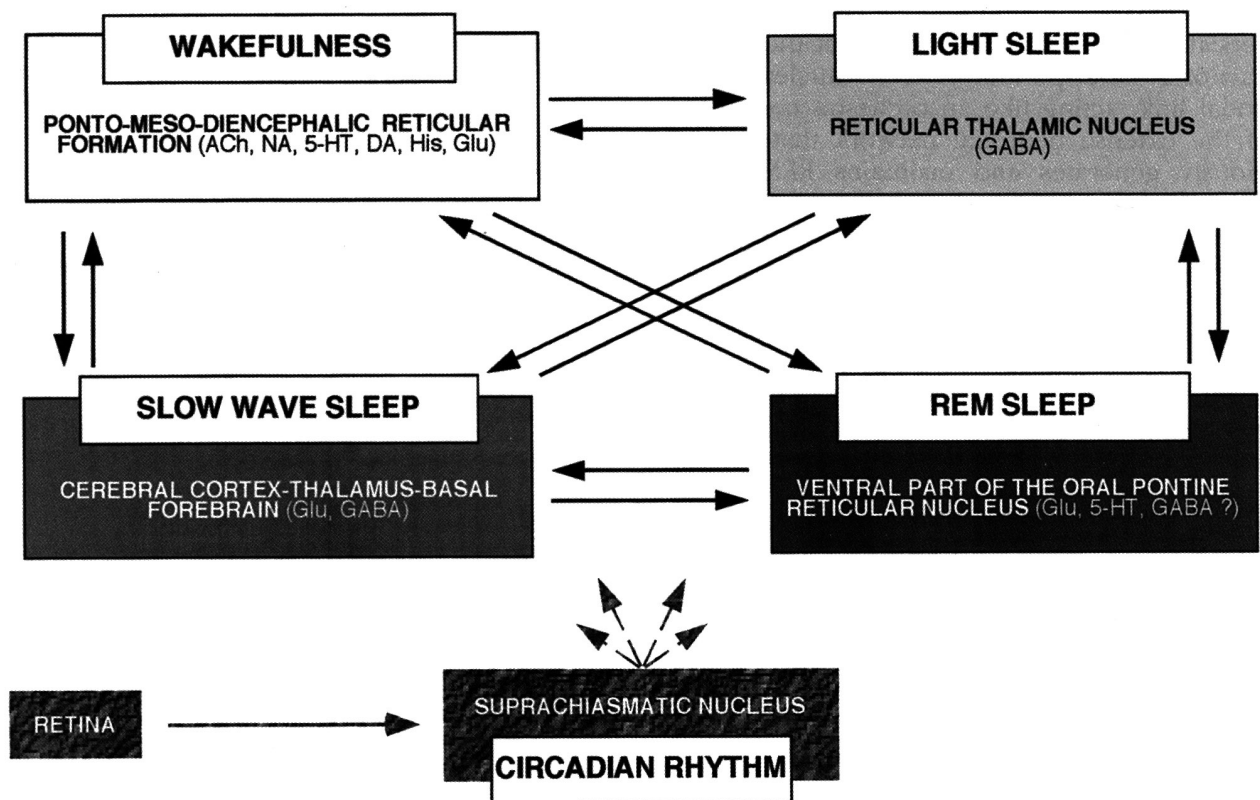 WAKEFULNESS
PONTO-MESO-DIENCEPHALIC RETICULAR
FORMATION (ACh, NA, 5-HT, DA, His, Glu)
LIGHT SLEEP
RETICULAR THALAMIC NUCLEUS
(GABA)
SLOW WAVE SLEEP
CEREBRAL CORTEX-THALAMUS-BASAL
FOREBRAIN (Glu, GABA)
REM SLEEP
VENTRAL PART OF THE ORAL PONTINE
RETICULAR NUCLEUS (Glu, 5-HT, GABA ?)
RETINA
SUPRACHIASMATIC NUCLEUS
CIRCADIAN RHYTHM